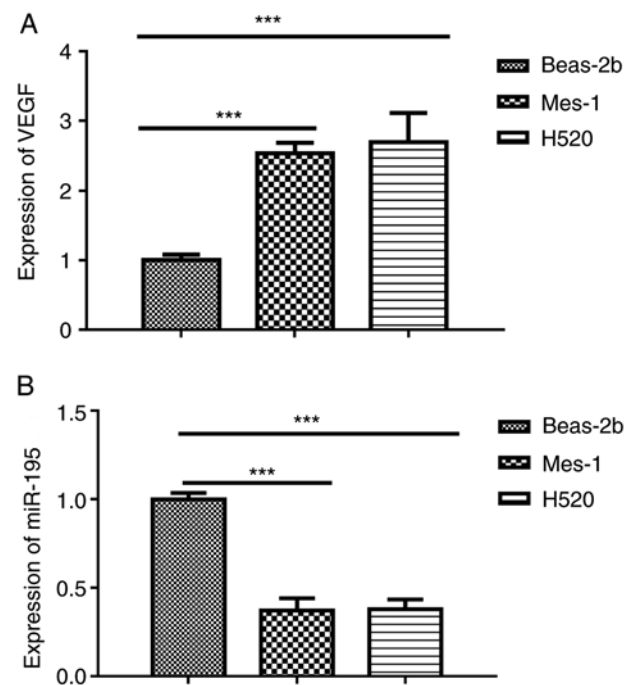 A
***
4
3
2
1
0
Expression of VEGF
***
Beas-2b
Mes-1
H520
B
1.5
1.0
0.5
0.0
Expression of miR-195
***
***
Beas-2b
Mes-1
H520